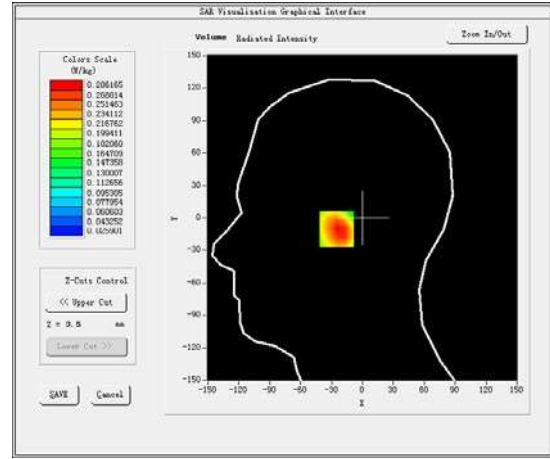 SAR Visualisation Graphical Interface
Volume Radiated Intensity
Zoom In/Out
Colors Scale
(W/kg)
0.286165
0.268814
0.251463
0.234112
0.216762
0.199411
0.182060
0.164709
0.147358
0.130007
0.112656
0.095305
0.077954
0.060603
0.043252
0.025901
Z-Cuts Control
<< Upper Cut
Z = 3.5 mm
Lower Cut >>
SAVE
Cancel
150
120
90
60
30
0
-30
-60
-90
-120
-150
Y
-150 -120 -90 -60 -30 0 30 60 90 120 150
X